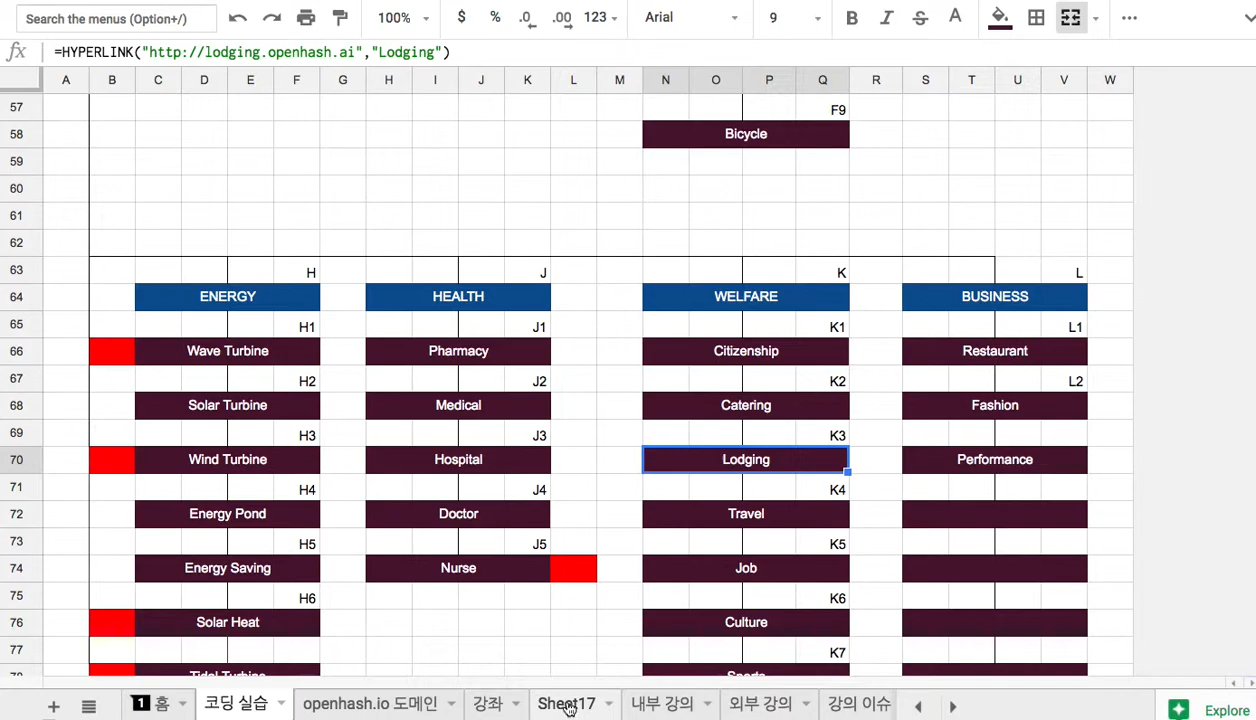 Search the menus (Option+/) 100% $ % .0 .00 123 Arial 9 B I S A
fx =HYPERLINK("http://lodging.openhash.ai","Lodging")
A B C D E F G H I J K L M N O P Q R S T U V W
57 F9
58 Bicycle
59
60
61
62
63 H J K L
64 ENERGY HEALTH WELFARE BUSINESS
65 H1 J1 K1 L1
66 Wave Turbine Pharmacy Citizenship Restaurant
67 H2 J2 K2 L2
68 Solar Turbine Medical Catering Fashion
69 H3 J3 K3
70 Wind Turbine Hospital Lodging Performance
71 H4 J4 K4
72 Energy Pond Doctor Travel
73 H5 J5 K5
74 Energy Saving Nurse Job
75 H6 K6
76 Solar Heat Culture
77 K7
78 Tidal Turbine Sports
1 홈 코딩 실습 openhash.io 도메인 강좌 Sheet17 내부 강의 외부 강의 강의 이슈 Explore